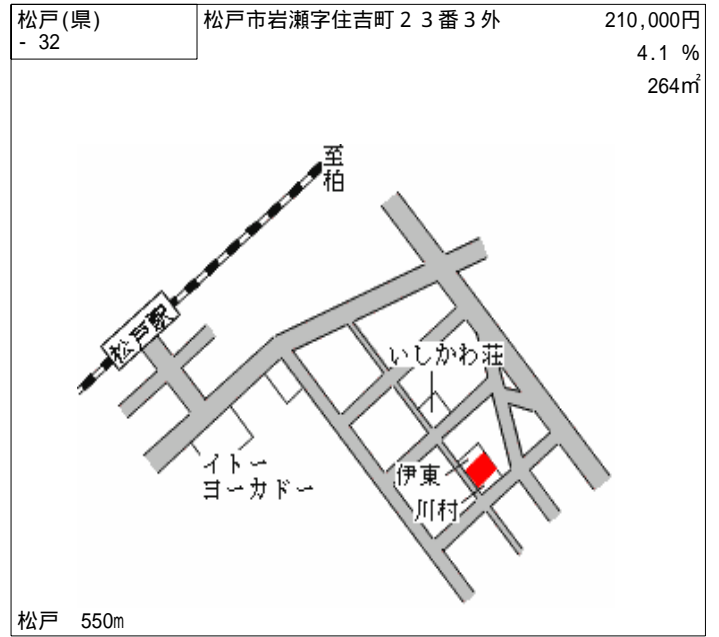 松戸(県)
- 32
松戸市岩瀬字住吉町２３番３外
210,000円
4.1 %
264㎡
至柏
松戸駅
いしかわ荘
イトー
ヨーカドー
伊東
川村
松戸 550m